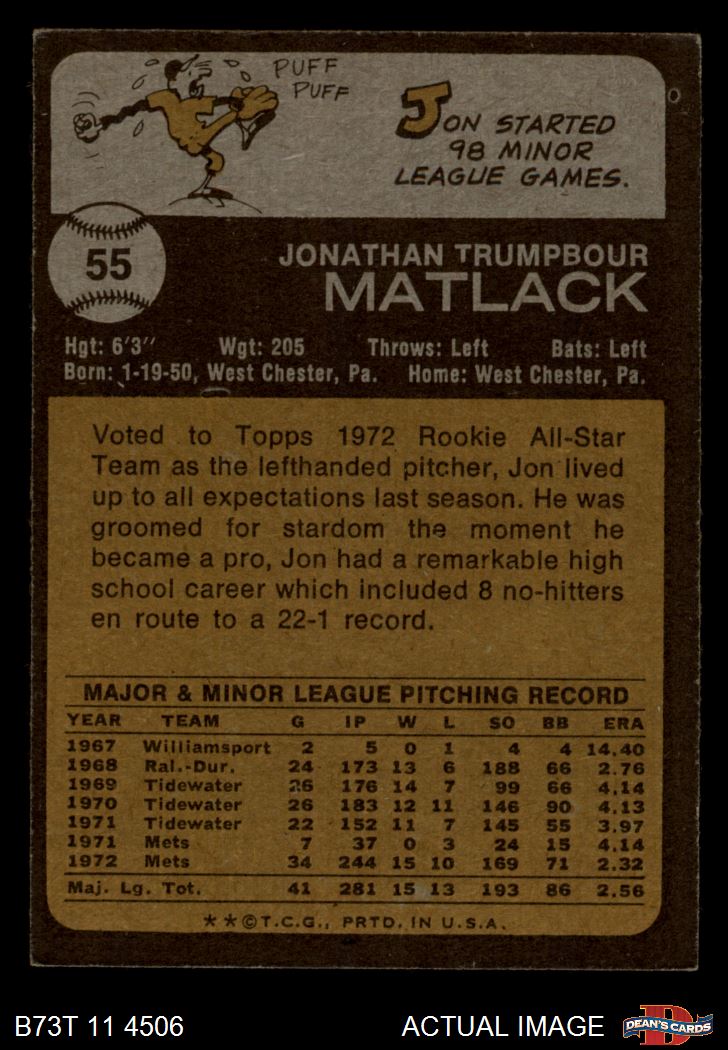 PUFF
PUFF
JON STARTED
98 MINOR
LEAGUE GAMES.
55
JONATHAN TRUMPBOUR
MATLACK
Hgt: 6'3" Wgt: 205 Throws: Left Bats: Left
Born: 1-19-50, West Chester, Pa. Home: West Chester, Pa.
Voted to Topps 1972 Rookie All-Star
Team as the lefthanded pitcher, Jon lived
up to all expectations last season. He was
groomed for stardom the moment he
became a pro, Jon had a remarkable high
school career which included 8 no-hitters
en route to a 22-1 record.
MAJOR & MINOR LEAGUE PITCHING RECORD
YEAR TEAM G IP W L SO BB ERA
1967 Williamsport 2 5 0 1 4 4 14.40
1968 Ral.-Dur. 24 173 13 6 188 66 2.76
1969 Tidewater 26 176 14 7 99 66 4.14
1970 Tidewater 26 183 12 11 146 90 4.13
1971 Tidewater 22 152 11 7 145 55 3.97
1971 Mets 7 37 0 3 24 15 4.14
1972 Mets 34 244 15 10 169 71 2.32
Maj. Lg. Tot. 41 281 15 13 193 86 2.56
**©T.C.G., PRTD. IN U.S.A.
B73T 11 4506 ACTUAL IMAGE DEAN'S CARDS